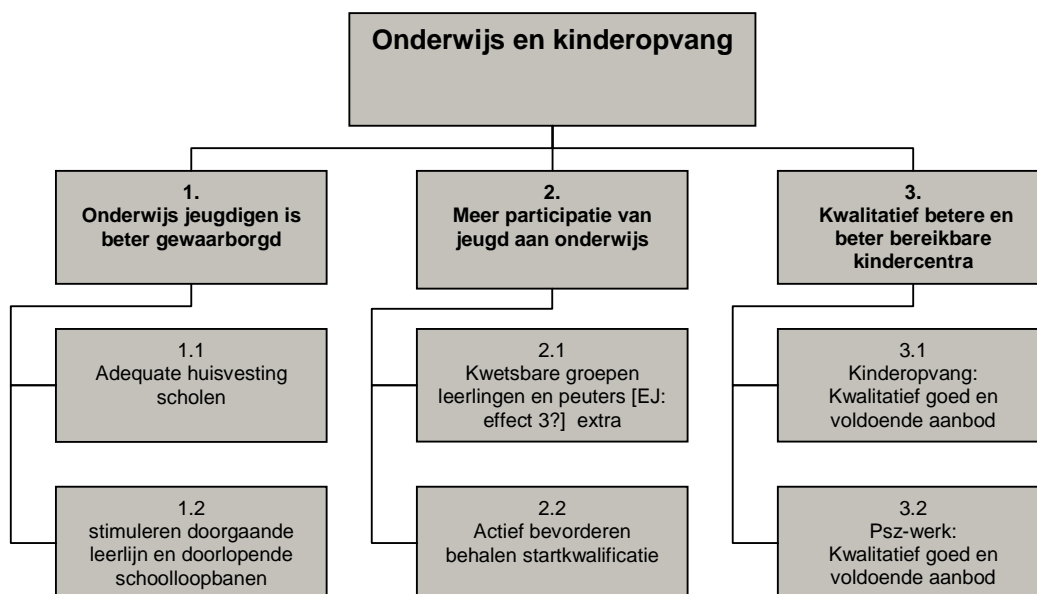 Onderwijs en kinderopvang
1.
Onderwijs jeugdigen is
beter gewaarborgd
2.
Meer participatie van
jeugd aan onderwijs
3.
Kwalitatief betere en
beter bereikbare
kindercentra
1.1
Adequate huisvesting
scholen
2.1
Kwetsbare groepen
leerlingen en peuters [EJ:
effect 3?]  extra
3.1
Kinderopvang:
Kwalitatief goed en
voldoende aanbod
1.2
stimuleren doorgaande
leerlijn en doorlopende
schoolloopbanen
2.2
Actief bevorderen
behalen startkwalificatie
3.2
Psz-werk:
Kwalitatief goed en
voldoende aanbod